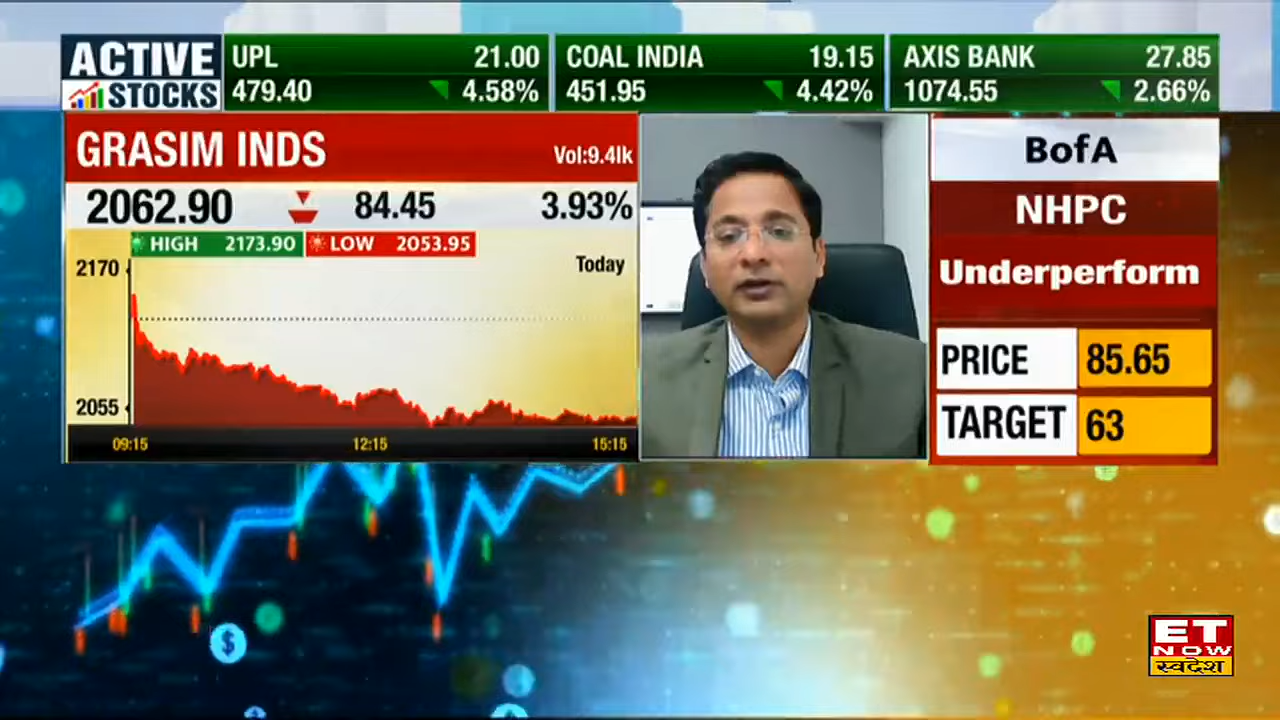 ACTIVE
STOCKS
UPL 21.00
479.40 4.58%
COAL INDIA 19.15
451.95 4.42%
AXIS BANK 27.85
1074.55 2.66%
GRASIM INDS Vol:9.4lk
2062.90 84.45 3.93%
HIGH 2173.90 LOW 2053.95
Today
2170
2055
09:15 12:15 15:15
BofA
NHPC
Underperform
PRICE 85.65
TARGET 63
$
ET
NOW
स्वदेश